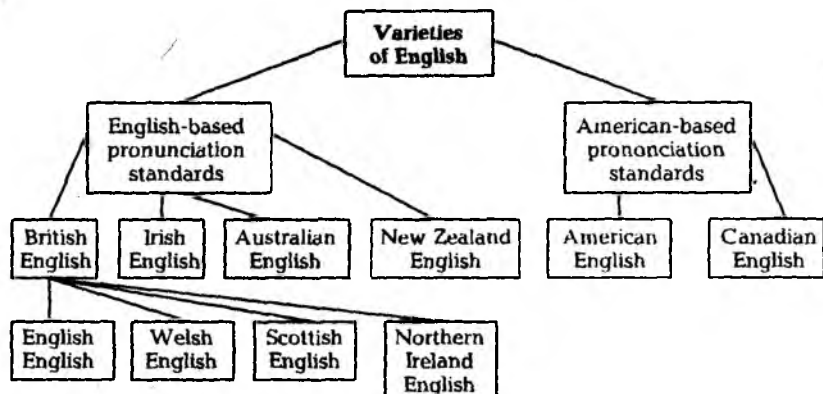 Varieties
of English
English-based
pronunciation
standards
American-based
prononciation
standards
British
English
Irish
English
Australian
English
New Zealand
English
American
English
Canadian
English
English
English
Welsh
English
Scottish
English
Northern
Ireland
English